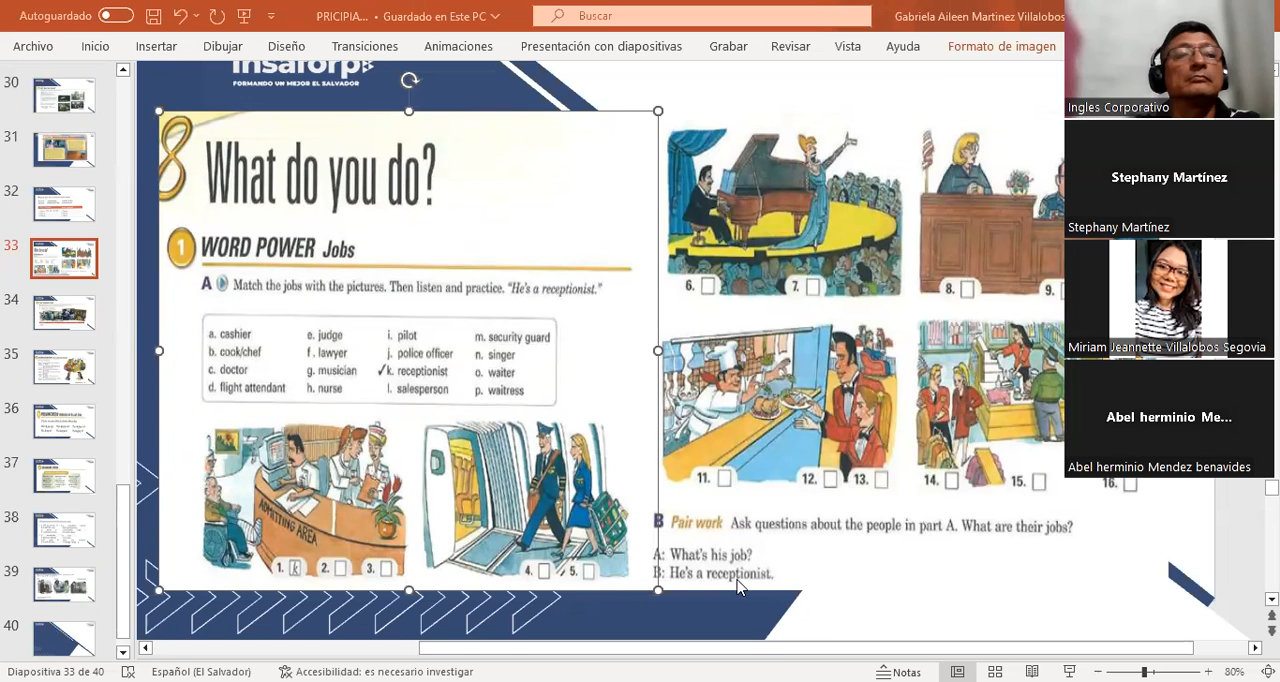 Autoguardado
PRICIPIA... • Guardado en Este PC
Buscar
Gabriela Aileen Martinez Villalobos
Archivo Inicio Insertar Dibujar Diseño Transiciones Animaciones Presentación con diapositivas Grabar Revisar Vista Ayuda Formato de imagen
30
31
32
33
34
35
36
37
38
39
40
insaforp
FORMANDO UN MEJOR EL SALVADOR
8 What do you do?
1 WORD POWER Jobs
A Match the jobs with the pictures. Then listen and practice. "He's a receptionist."
a. cashier e. judge i. pilot m. security guard
b. cook/chef f. lawyer j. police officer n. singer
c. doctor g. musician ✓k. receptionist o. waiter
d. flight attendant h. nurse l. salesperson p. waitress
ADMITTING AREA
1. k 2. 3. 4. 5.
6. 7. 8. 9.
11. 12. 13. 14. 15. 16.
B Pair work Ask questions about the people in part A. What are their jobs?
A: What's his job?
B: He's a receptionist.
Ingles Corporativo
Stephany Martínez
Stephany Martínez
Miriam Jeannette Villalobos Segovia
Abel herminio Me...
Abel herminio Mendez benavides
Diapositiva 33 de 40 Español (El Salvador) Accesibilidad: es necesario investigar Notas 80%